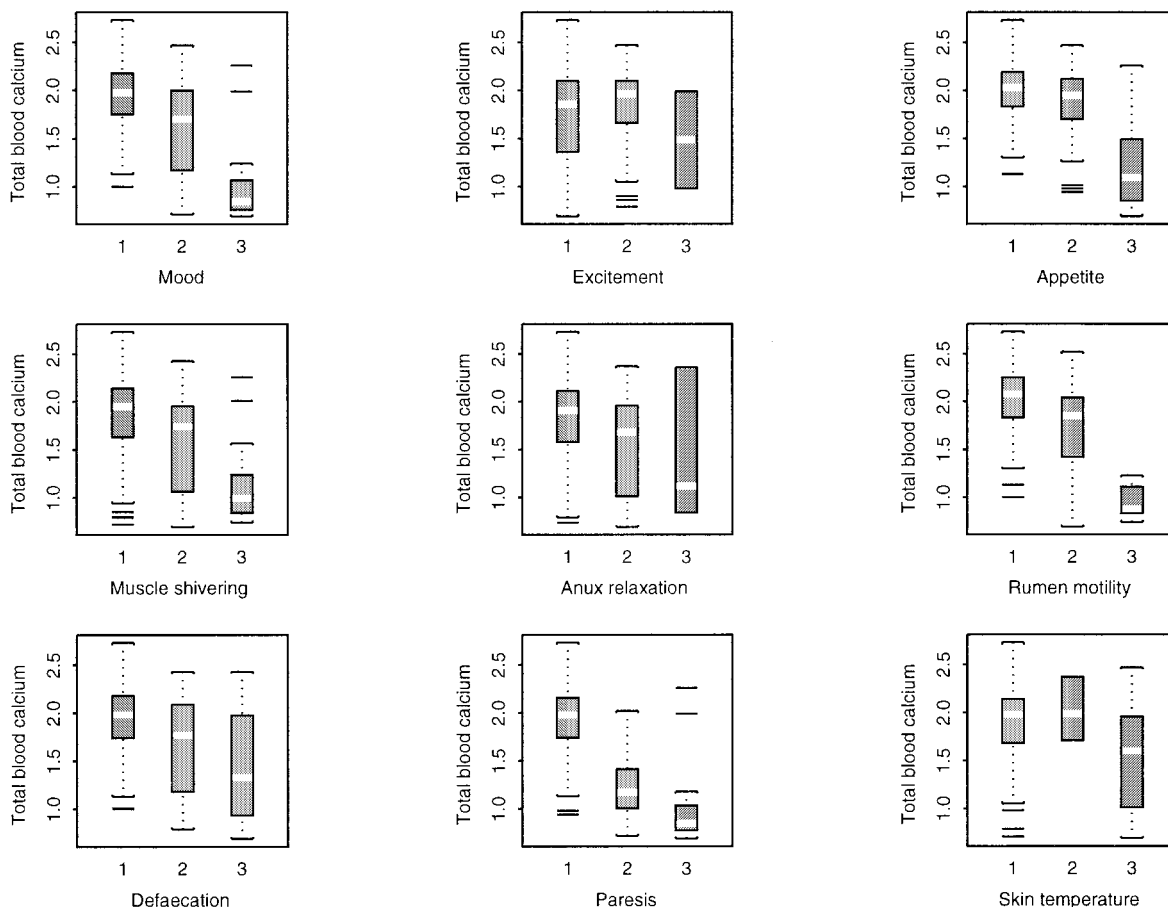 Total blood calcium
2.5
2.0
1.5
1.0
1 2 3
Mood
Total blood calcium
2.5
2.0
1.5
1.0
1 2 3
Excitement
Total blood calcium
2.5
2.0
1.5
1.0
1 2 3
Appetite
Total blood calcium
2.5
2.0
1.5
1.0
1 2 3
Muscle shivering
Total blood calcium
2.5
2.0
1.5
1.0
1 2 3
Anux relaxation
Total blood calcium
2.5
2.0
1.5
1.0
1 2 3
Rumen motility
Total blood calcium
2.5
2.0
1.5
1.0
1 2 3
Defaecation
Total blood calcium
2.5
2.0
1.5
1.0
1 2 3
Paresis
Total blood calcium
2.5
2.0
1.5
1.0
1 2 3
Skin temperature